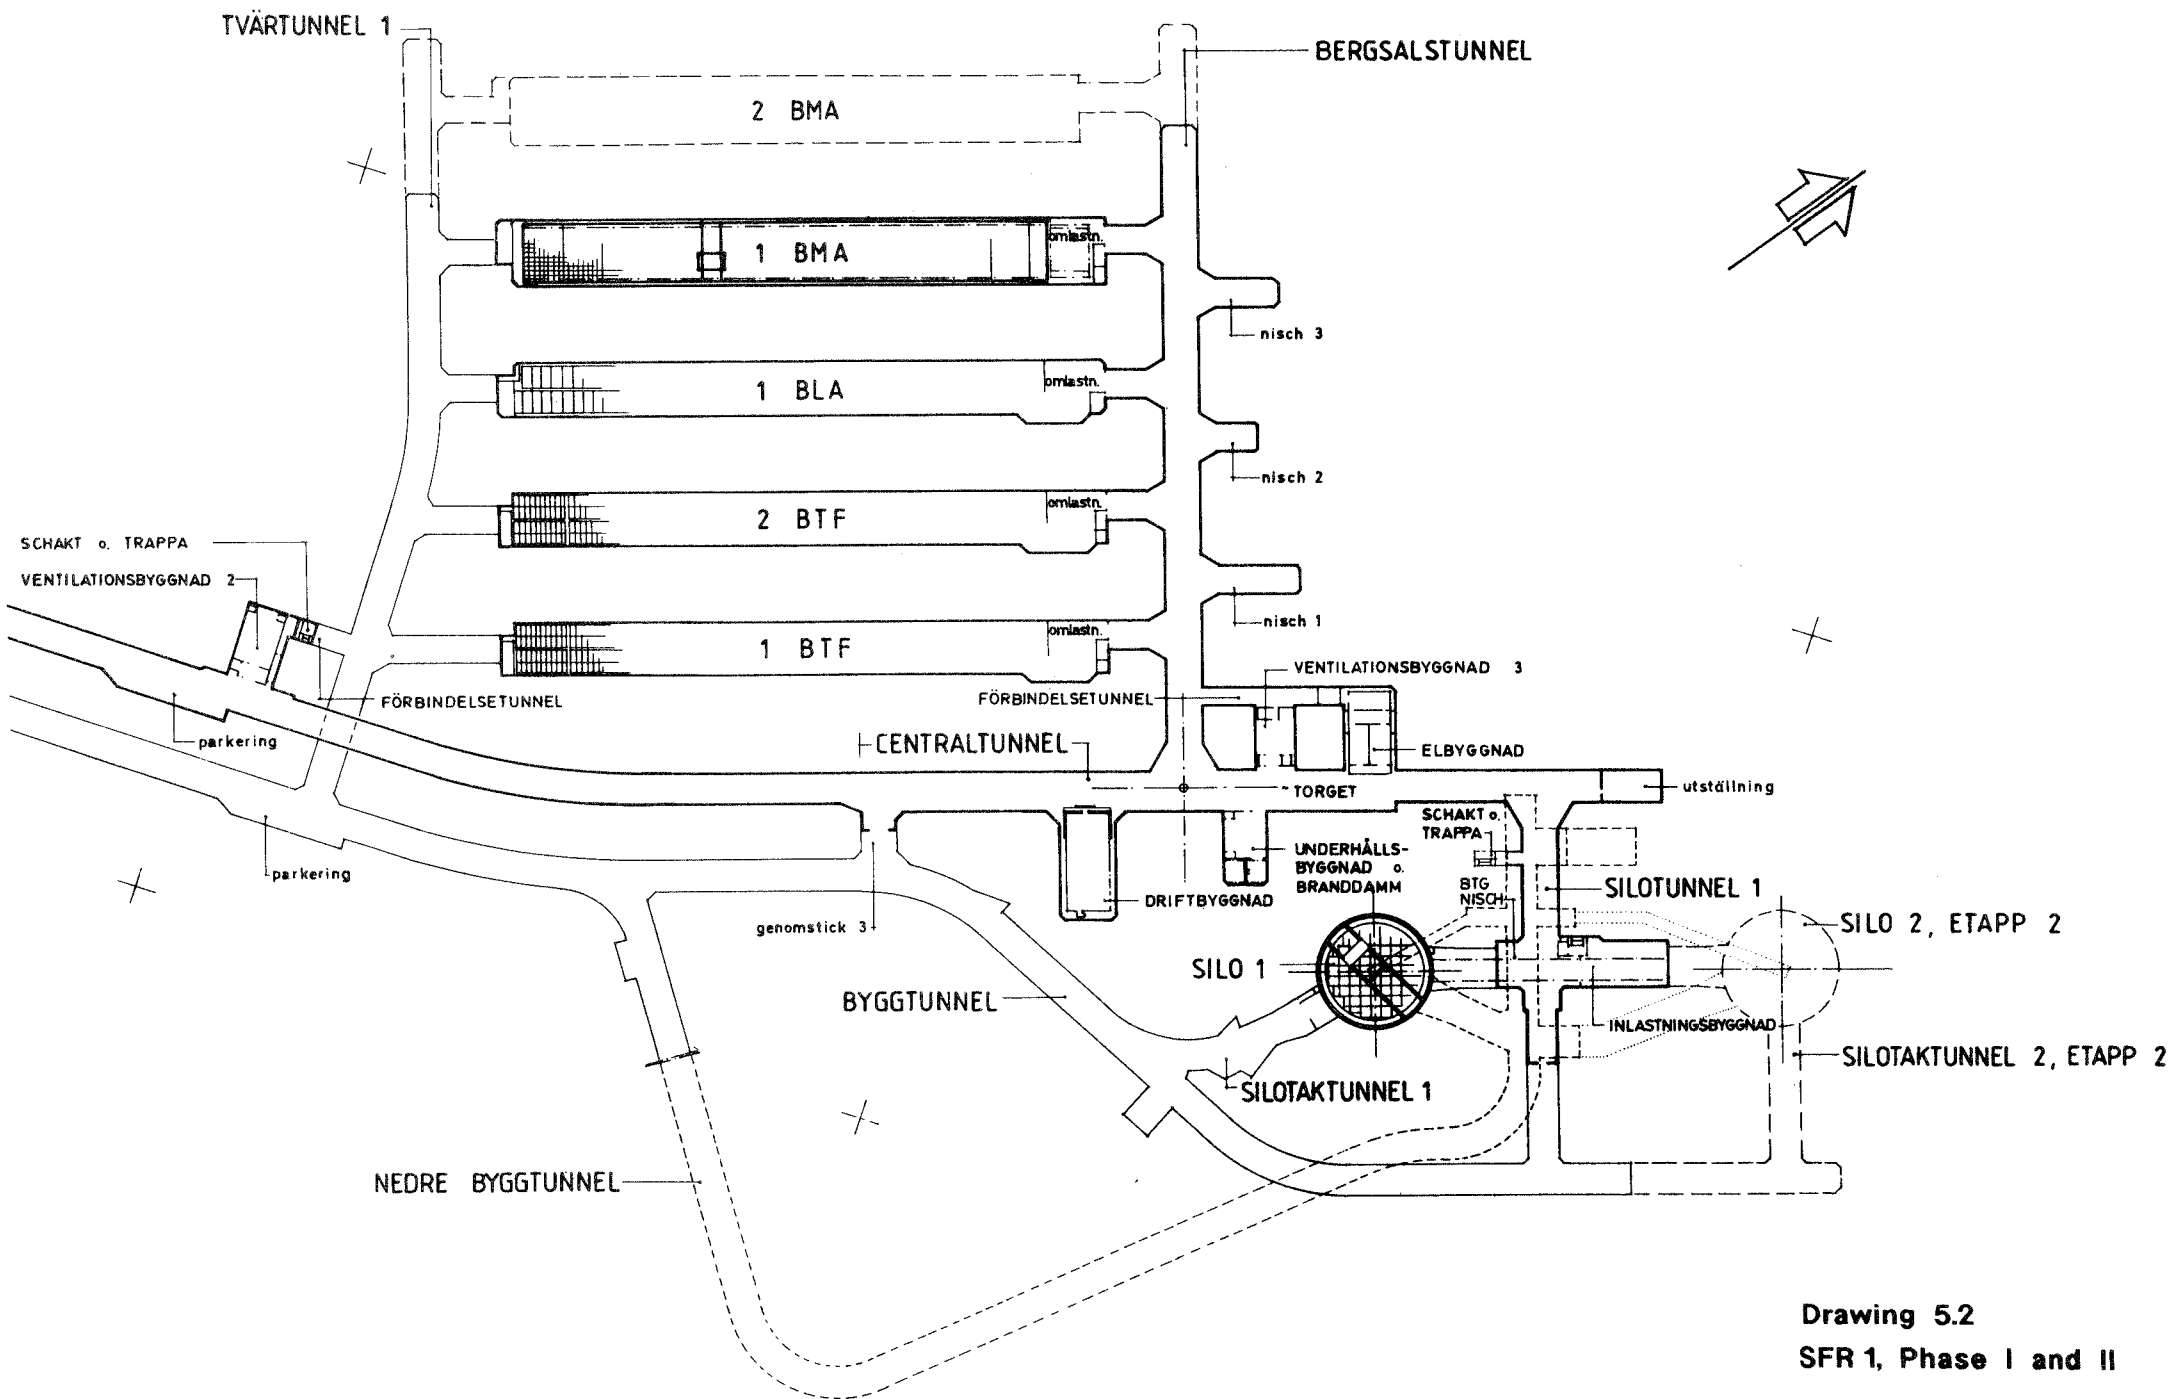 TVÄRTUNNEL 1
BERGSALSTUNNEL
2 BMA
omlastn.
1 BMA
nisch 3
omlastn.
1 BLA
nisch 2
omlastn.
2 BTF
SCHAKT o. TRAPPA
VENTILATIONSBYGGNAD 2
nisch 1
omlastn.
1 BTF
VENTILATIONSBYGGNAD 3
FÖRBINDELSETUNNEL
FÖRBINDELSETUNNEL
parkering
CENTRALTUNNEL
ELBYGGNAD
TORGET
utställning
SCHAKT o.
TRAPPA
UNDERHÅLLS-
BYGGNAD o.
BRANDDAMM
parkering
BTG
NISCH
SILOTUNNEL 1
DRIFTBYGGNAD
genomstick 3
SILO 2, ETAPP 2
SILO 1
BYGGTUNNEL
INLASTNINGSBYGGNAD
SILOTAKTUNNEL 2, ETAPP 2
SILOTAKTUNNEL 1
NEDRE BYGGTUNNEL
Drawing 5.2
SFR 1, Phase I and II